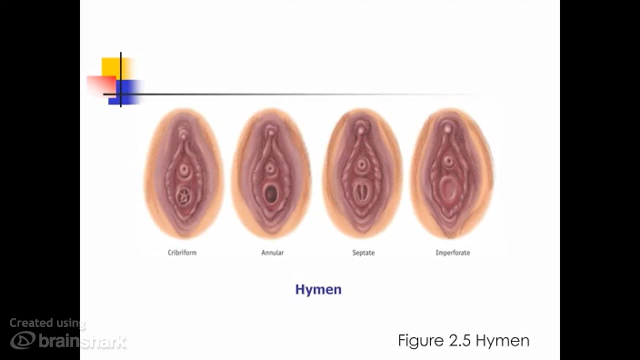 Cribriform
Annular
Septate
Imperforate
Hymen
Created using
brainshark
Figure 2.5 Hymen